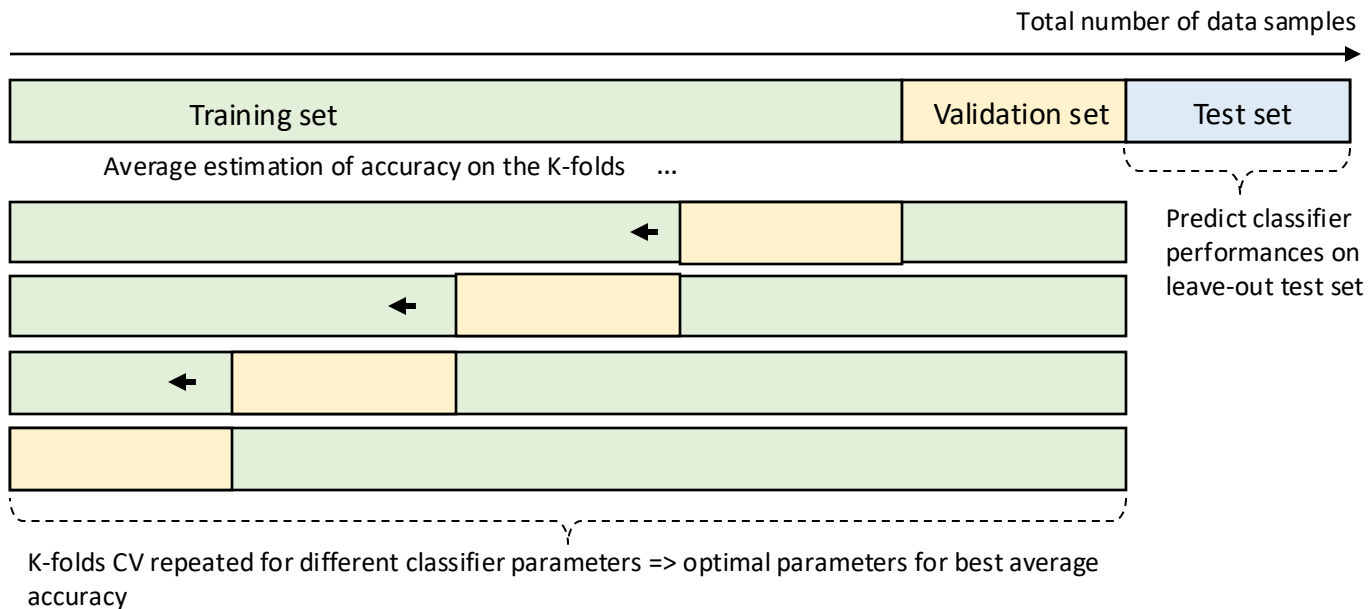 Total number of data samples
Training set
Validation set
Test set
Average estimation of accuracy on the K-folds ...
Predict classifier
performances on
leave-out test set
K-folds CV repeated for different classifier parameters => optimal parameters for best average
accuracy